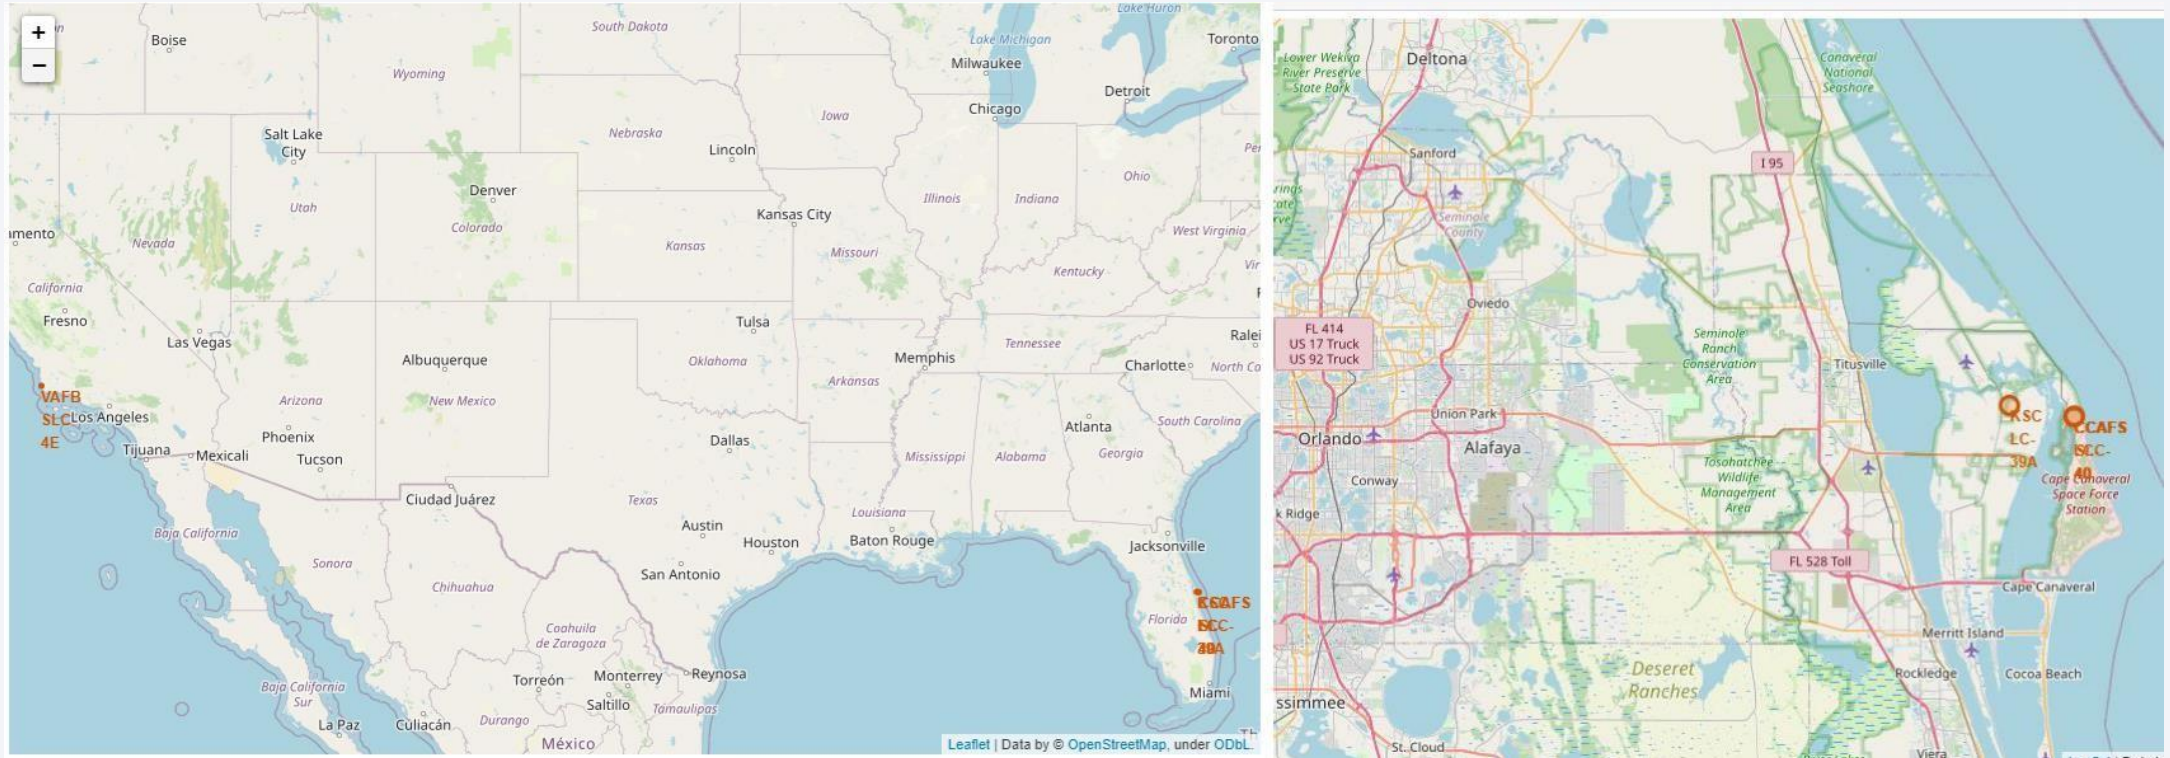 +
−
Boise
South Dakota
Lake Huron
Wyoming
Lake Michigan
Toronto
Milwaukee
Detroit
Chicago
Iowa
Salt Lake
City
Nebraska
Lincoln
Denver
Ohio
Illinois
Indiana
Utah
Colorado
Kansas City
amento
Nevada
Kansas
Missouri
West Virginia
Kentucky
California
Fresno
Las Vegas
Tulsa
Ralei
Albuquerque
Oklahoma
Memphis
Tennessee
Charlotte
North Ca
Arkansas
VAFB
SLC-
4E
Los Angeles
Arizona
New Mexico
Phoenix
Tucson
Tijuana
Mexicali
Dallas
Atlanta
South Carolina
Mississippi
Alabama
Georgia
Ciudad Juárez
Texas
Louisiana
Baja California
Austin
Houston
Baton Rouge
Jacksonville
Sonora
Chihuahua
San Antonio
Florida
Coahuila
de Zaragoza
Torreón
Monterrey
Reynosa
Saltillo
Baja California
Sur
La Paz
Culiacán
Durango
Tamaulipas
México
Miami
Leaflet | Data by © OpenStreetMap, under ODbL.
Lower Wekiva
River Preserve
State Park
Deltona
Canaveral
National
Seashore
Sanford
I 95
Seminole
County
Oviedo
FL 414
US 17 Truck
US 92 Truck
Seminole
Ranch
Conservation
Area
Titusville
Union Park
Orlando
Alafaya
KSC
LC-
39A
CCAFS
40
Tosohatchee
Wildlife
Management
Area
Conway
k Ridge
Cape Canaveral
Space Force
Station
FL 528 Toll
Cape Canaveral
Merritt Island
Deseret
Ranches
Rockledge
Cocoa Beach
ssimmee
St. Cloud
Viera